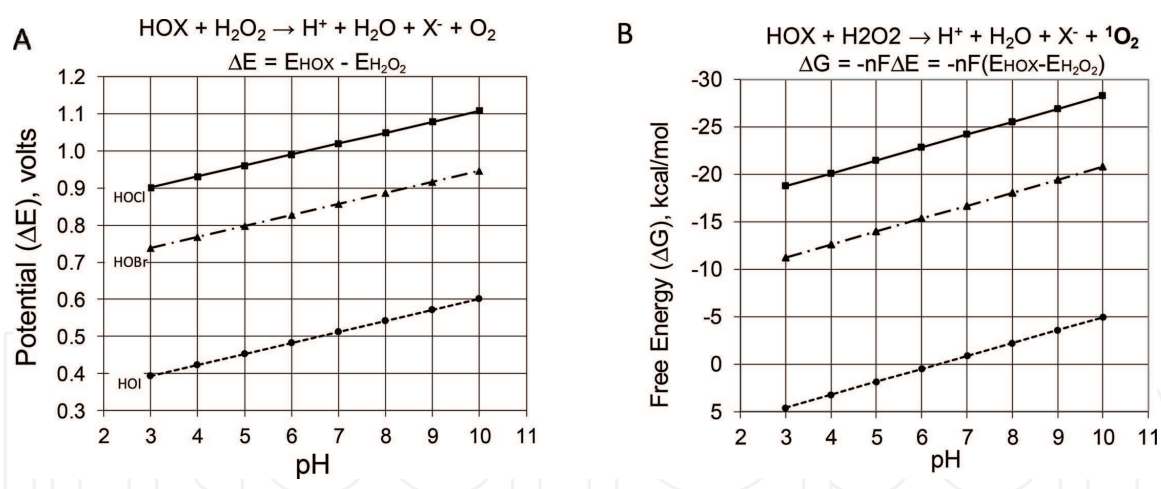 A
HOX + H₂O₂ → H⁺ + H₂O + X⁻ + O₂
ΔE = EHOX - EH₂O₂
Potential (ΔE), volts
1.2
1.1
1.0
0.9
0.8
0.7
0.6
0.5
0.4
0.3
HOCl
HOBr
HOI
2 3 4 5 6 7 8 9 10 11
pH
B
HOX + H2O2 → H⁺ + H₂O + X⁻ + ¹O₂
ΔG = -nFΔE = -nF(EHOX-EH₂O₂)
Free Energy (ΔG), kcal/mol
-30
-25
-20
-15
-10
-5
0
5
2 3 4 5 6 7 8 9 10 11
pH